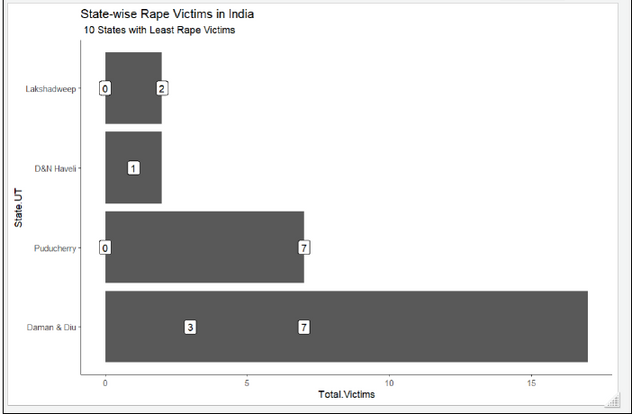 State-wise Rape Victims in India
10 States with Least Rape Victims
Lakshadweep
0
2
D&N Haveli
1
State.UT
Puducherry
0
7
Daman & Diu
3
7
0 5 10 15
Total.Victims